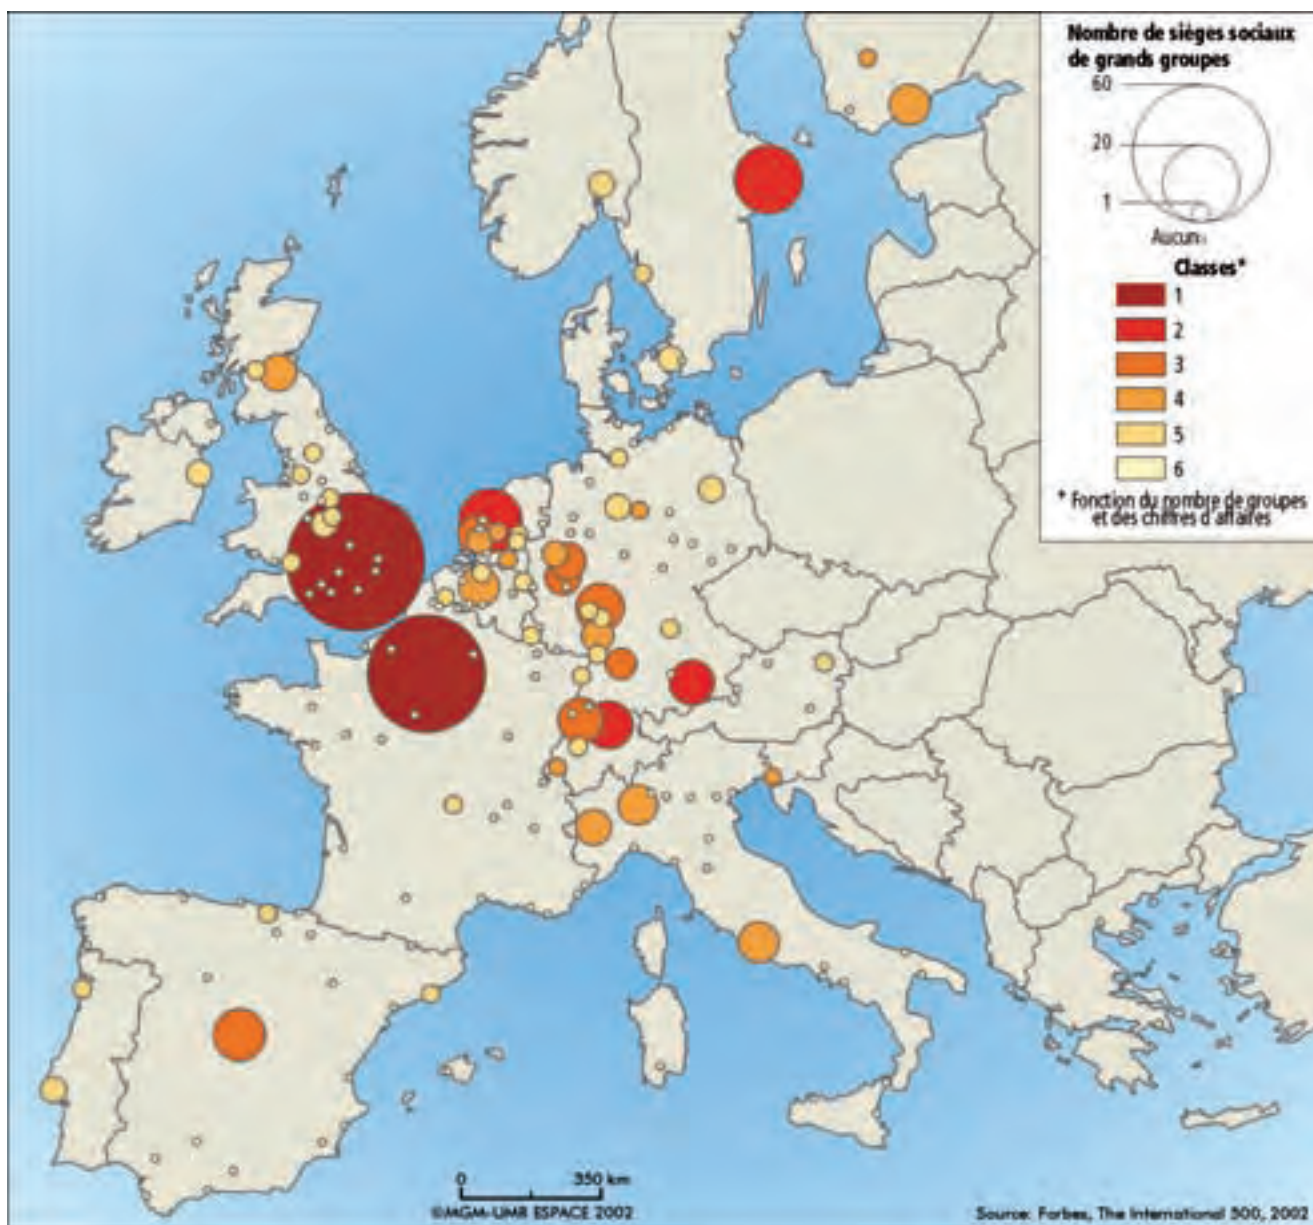 Nombre de sièges sociaux
de grands groupes
60
20
1
Aucun
Classes*
1
2
3
4
5
6
* Fonction du nombre de groupes
et des chiffres d'affaires
0 350 km
©MGM-UMR ESPACE 2002
Source: Forbes, The International 500, 2002